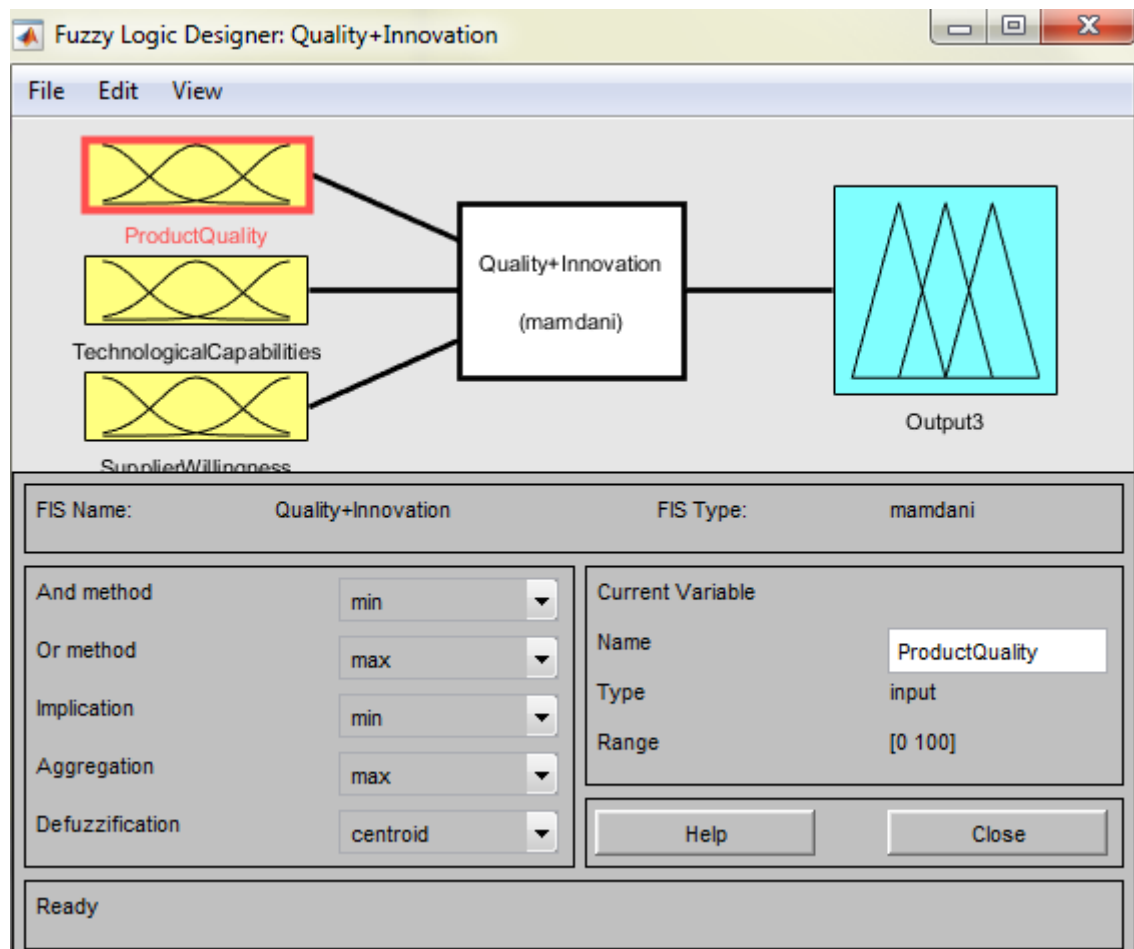 Fuzzy Logic Designer: Quality+Innovation
File Edit View
ProductQuality
Quality+Innovation
(mamdani)
TechnologicalCapabilities
Output3
SupplierWillingness
FIS Name: Quality+Innovation FIS Type: mamdani
And method min
Or method max
Implication min
Aggregation max
Defuzzification centroid
Current Variable
Name ProductQuality
Type input
Range [0 100]
Help Close
Ready